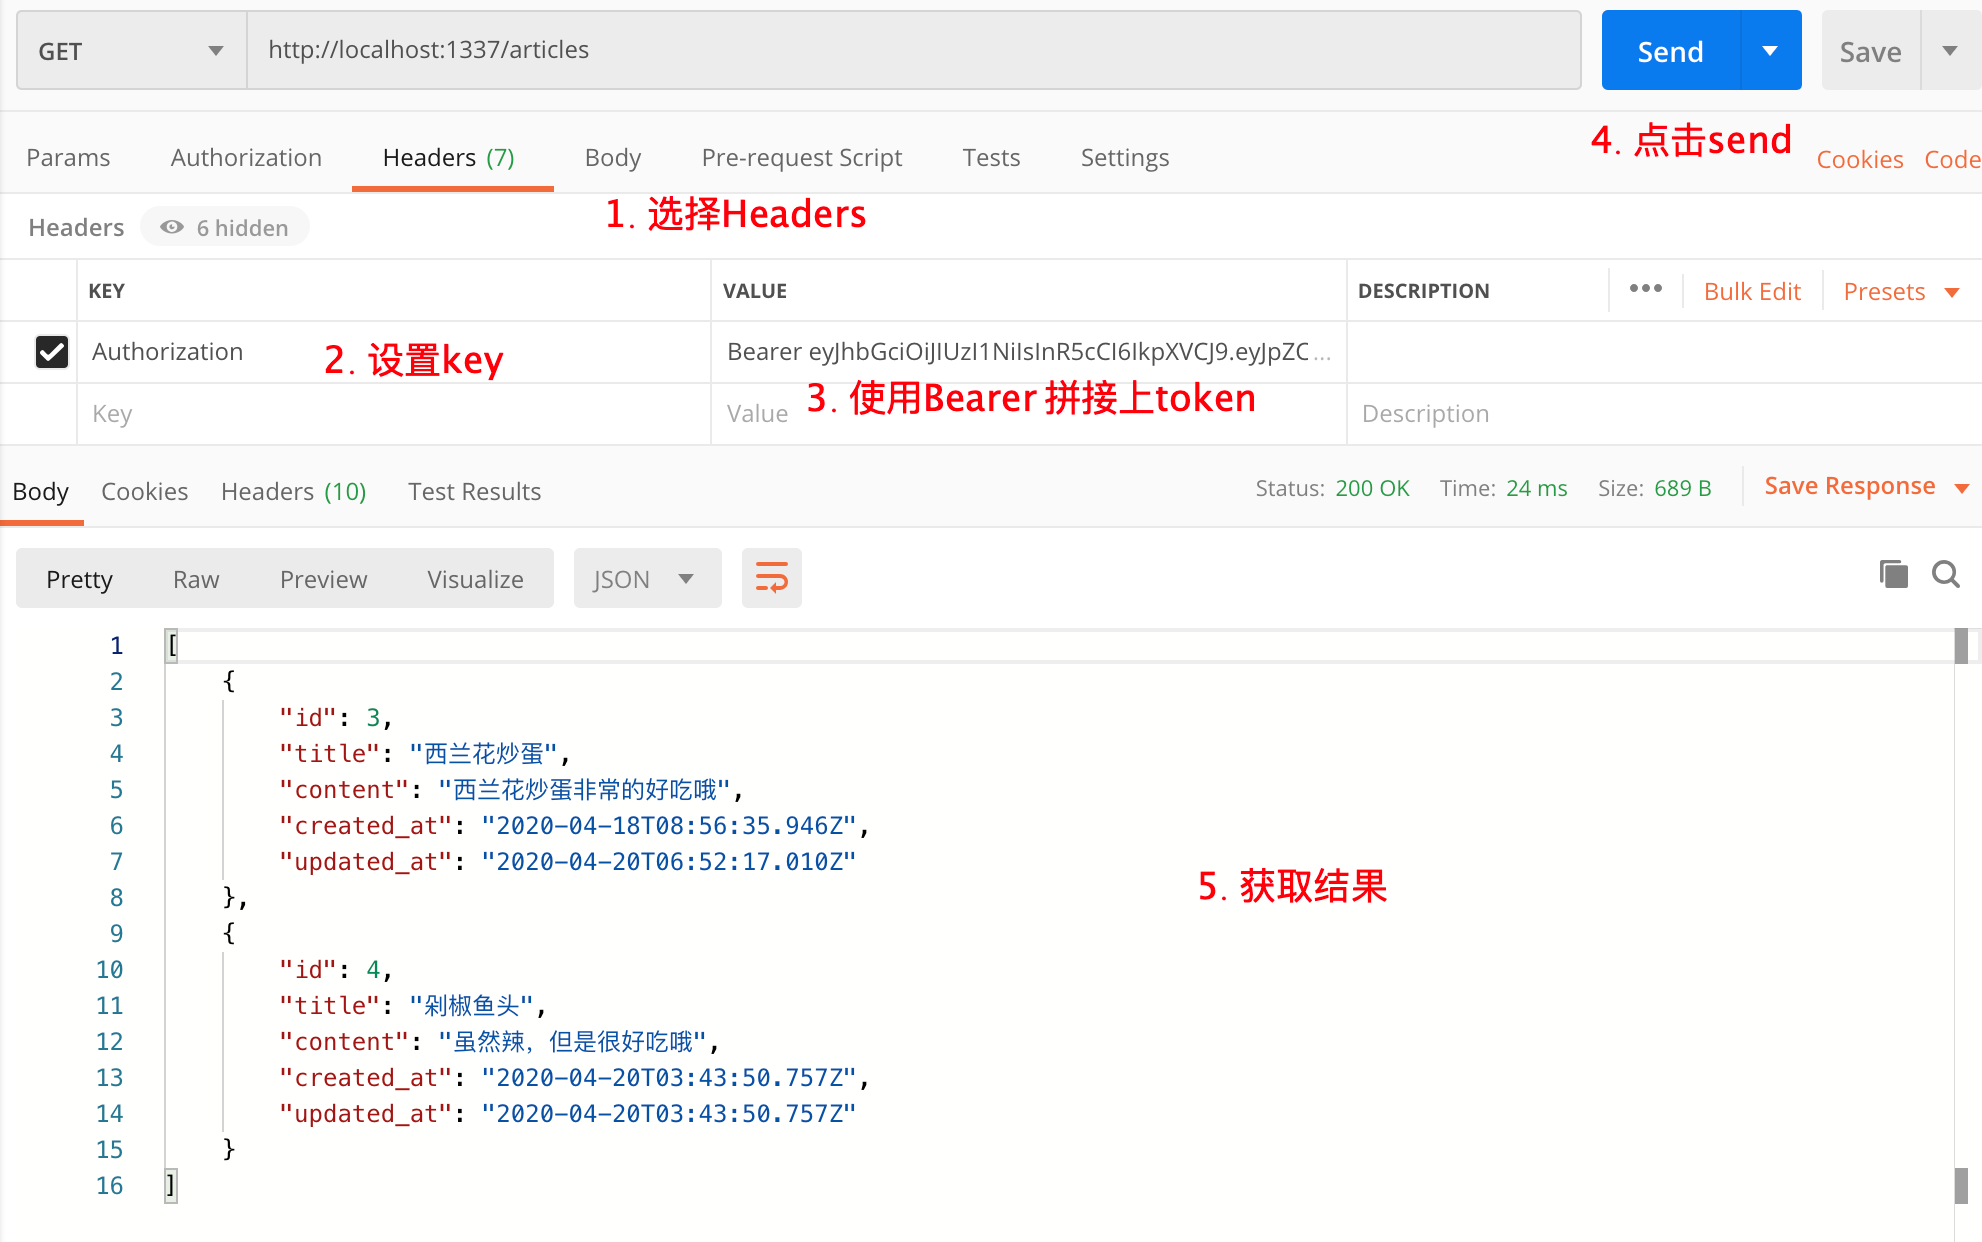 GET http://localhost:1337/articles Send Save
Params Authorization Headers (7) Body Pre-request Script Tests Settings Cookies Code
4. 点击send
1. 选择Headers
Headers 6 hidden
KEY VALUE DESCRIPTION ••• Bulk Edit Presets
Authorization Bearer eyJhbGciOiJIUzI1NiIsInR5cCI6IkpXVCJ9.eyJpZC...
2. 设置key
Key Value Description
3. 使用Bearer 拼接上token
Body Cookies Headers (10) Test Results Status: 200 OK Time: 24 ms Size: 689 B Save Response
Pretty Raw Preview Visualize JSON
1 [
2 {
3 "id": 3,
4 "title": "西兰花炒蛋",
5 "content": "西兰花炒蛋非常的好吃哦",
6 "created_at": "2020-04-18T08:56:35.946Z",
7 "updated_at": "2020-04-20T06:52:17.010Z"
5. 获取结果
8 },
9 {
10 "id": 4,
11 "title": "剁椒鱼头",
12 "content": "虽然辣，但是很好吃哦",
13 "created_at": "2020-04-20T03:43:50.757Z",
14 "updated_at": "2020-04-20T03:43:50.757Z"
15 }
16 ]